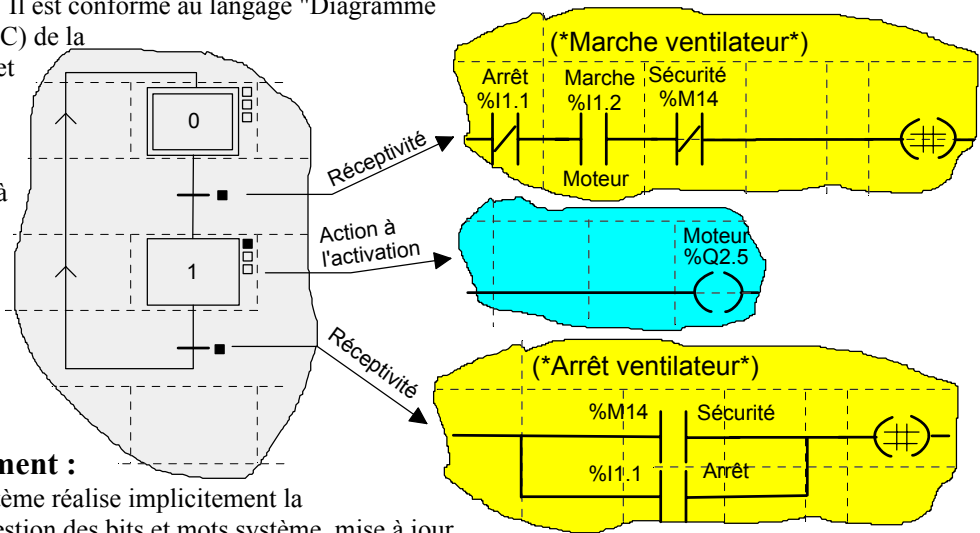 Il est conforme au langage "Diagramme
C) de la
et
à
0
1
Réceptivité
Action à
l'activation
Réceptivité
(*Marche ventilateur*)
Arrêt Marche Sécurité
%I1.1 %I1.2 %M14
Moteur
Moteur
%Q2.5
(*Arrêt ventilateur*)
%M14 Sécurité
%I1.1 Arrêt
ment :
tème réalise implicitement la
estion des bits et mots système, mise à jour